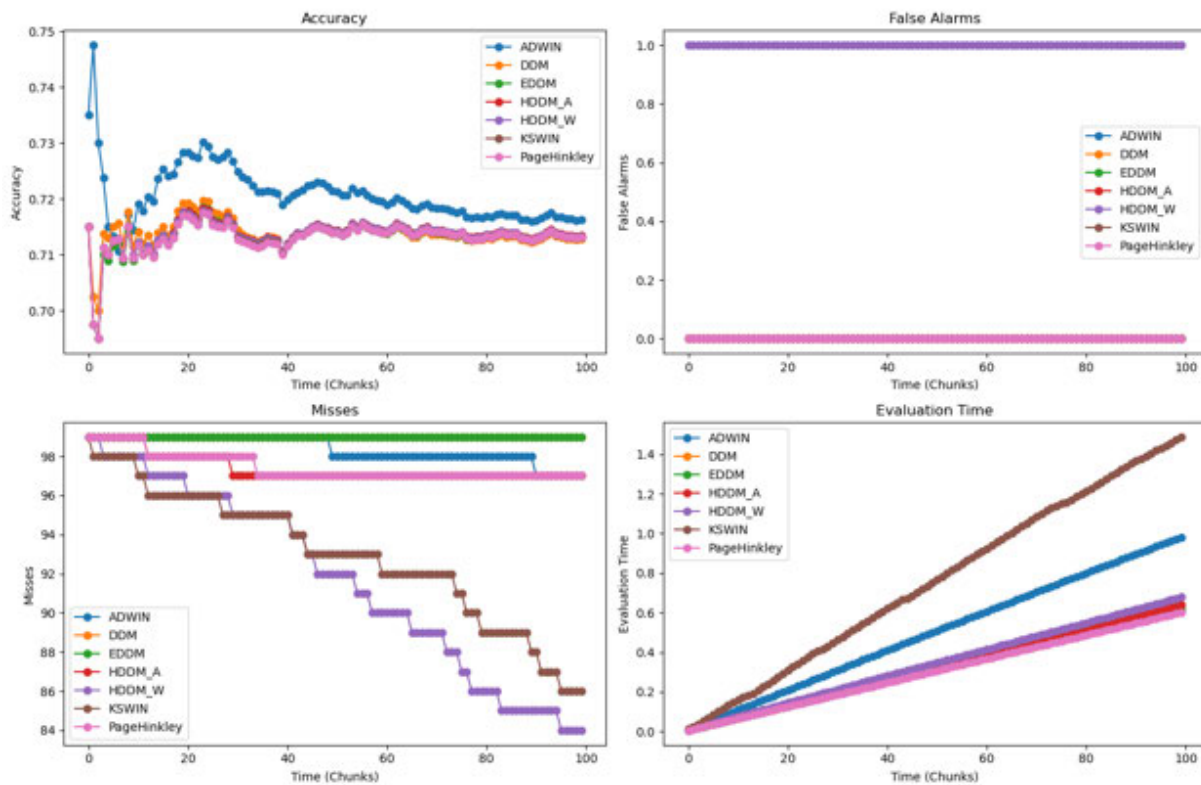 Accuracy
0.75
0.74
0.73
0.72
0.71
0.70
Accuracy
ADWIN
DDM
EDDM
HDDM_A
HDDM_W
KSWIN
PageHinkley
0
20
40
60
80
100
Time (Chunks)
False Alarms
1.0
0.8
0.6
0.4
0.2
0.0
False Alarms
ADWIN
DDM
EDDM
HDDM_A
HDDM_W
KSWIN
PageHinkley
0
20
40
60
80
100
Time (Chunks)
Misses
98
96
94
92
90
88
86
84
Misses
ADWIN
DDM
EDDM
HDDM_A
HDDM_W
KSWIN
PageHinkley
0
20
40
60
80
100
Time (Chunks)
Evaluation Time
1.4
1.2
1.0
0.8
0.6
0.4
0.2
0.0
Evaluation Time
ADWIN
DDM
EDDM
HDDM_A
HDDM_W
KSWIN
PageHinkley
0
20
40
60
80
100
Time (Chunks)